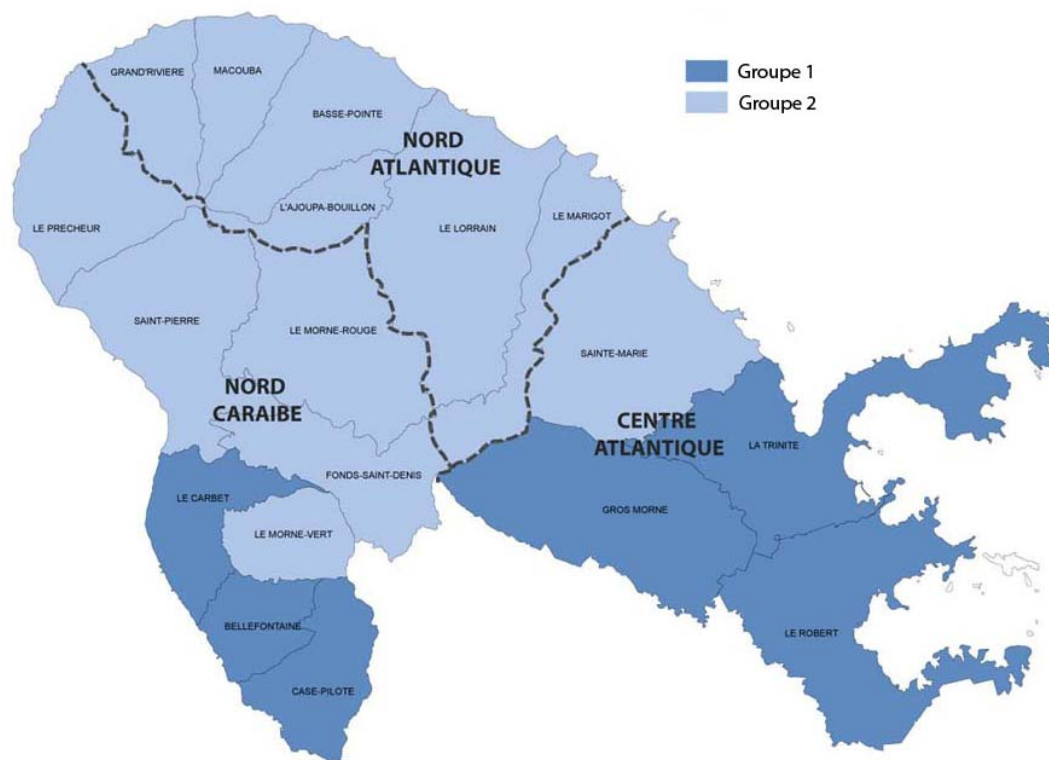 GRAND'RIVIERE
MACOUBA
Groupe 1
Groupe 2
BASSE-POINTE
NORD
ATLANTIQUE
L'AJOUPA-BOUILLON
LE MARIGOT
LE PRECHEUR
LE LORRAIN
SAINT-PIERRE
LE MORNE-ROUGE
SAINTE-MARIE
NORD
CARAIBE
CENTRE
ATLANTIQUE
LA TRINITE
FONDS-SAINT-DENIS
LE CARBET
GROS MORNE
LE MORNE-VERT
BELLEFONTAINE
LE ROBERT
CASE-PILOTE